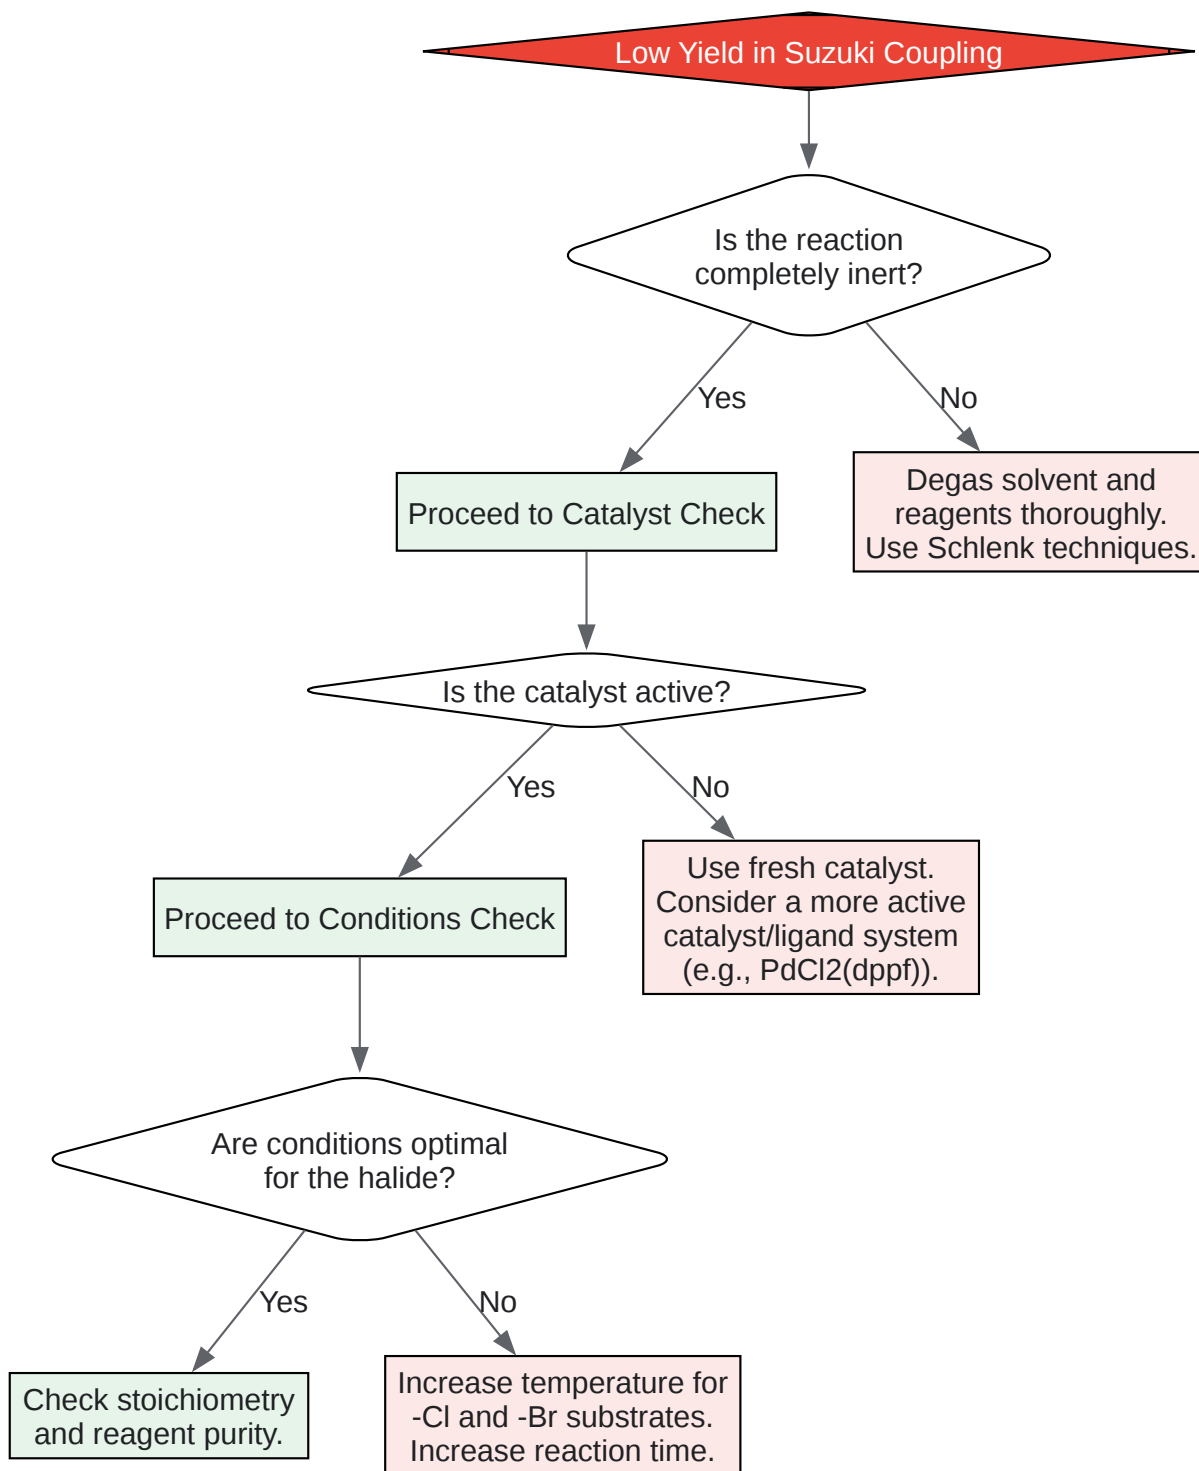 Low Yield in Suzuki Coupling
Is the reaction
completely inert?
Yes
No
Proceed to Catalyst Check
Degas solvent and
reagents thoroughly.
Use Schlenk techniques.
Is the catalyst active?
Yes
No
Proceed to Conditions Check
Use fresh catalyst.
Consider a more active
catalyst/ligand system
(e.g., PdCl2(dppf)).
Are conditions optimal
for the halide?
Yes
No
Check stoichiometry
and reagent purity.
Increase temperature for
-Cl and -Br substrates.
Increase reaction time.